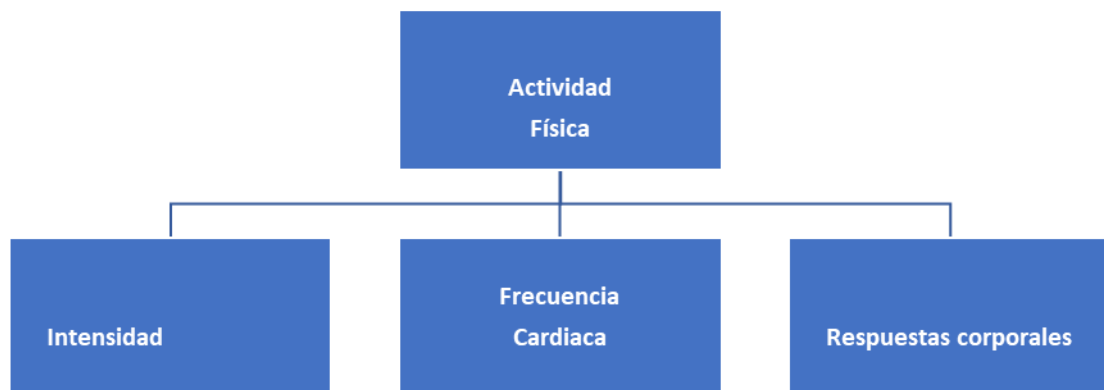 Actividad
Física
Frecuencia
Intensidad
Cardiaca
Respuestas corporales